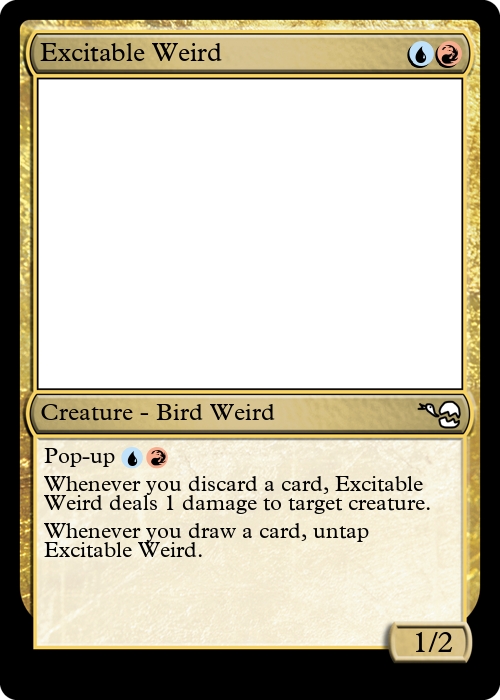 Excitable Weird
Creature - Bird Weird
Pop-up
Whenever you discard a card, Excitable
Weird deals 1 damage to target creature.
Whenever you draw a card, untap
Excitable Weird.
1/2